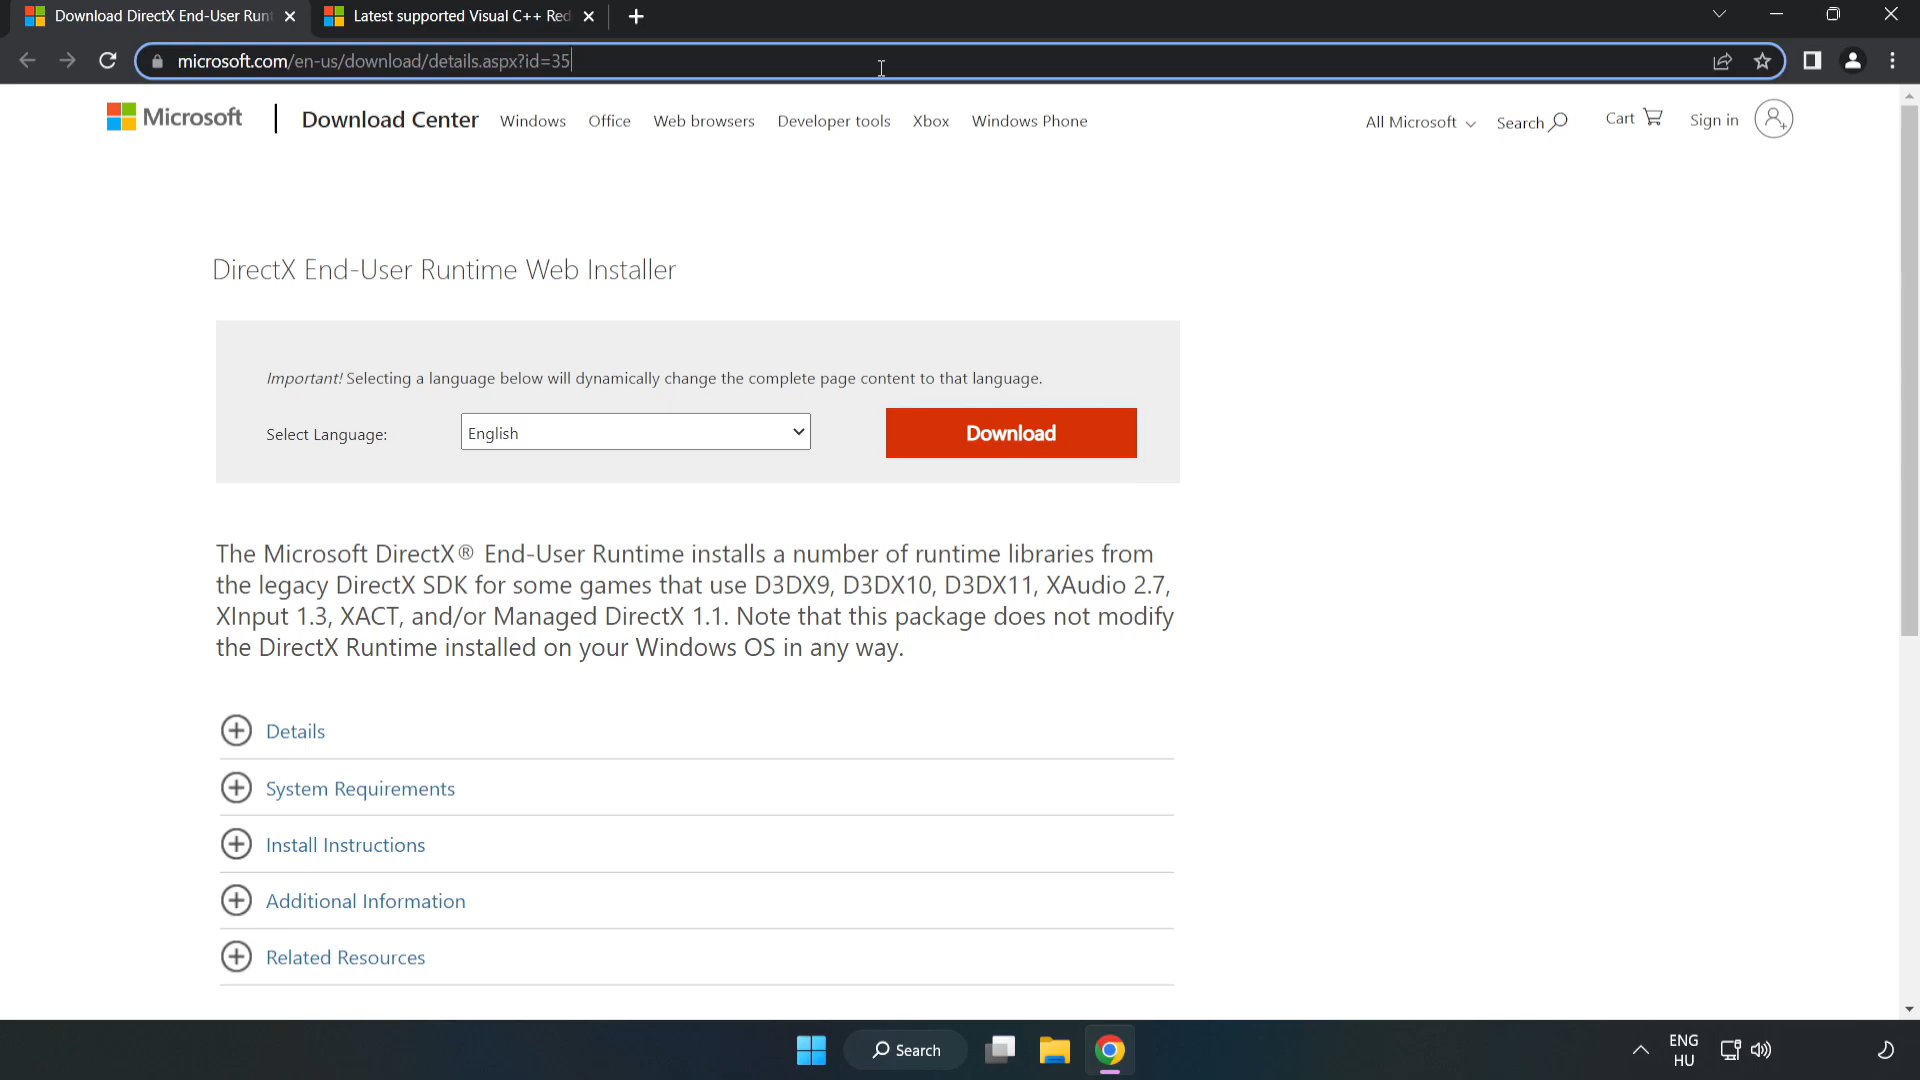 Download DirectX End-User Runt
Latest supported Visual C++ Red
microsoft.com/en-us/download/details.aspx?id=35
Microsoft
Download Center
Windows
Office
Web browsers
Developer tools
Xbox
Windows Phone
All Microsoft
Search
Cart
Sign in
DirectX End-User Runtime Web Installer
Important! Selecting a language below will dynamically change the complete page content to that language.
Select Language:
English
Download
The Microsoft DirectX® End-User Runtime installs a number of runtime libraries from
the legacy DirectX SDK for some games that use D3DX9, D3DX10, D3DX11, XAudio 2.7,
XInput 1.3, XACT, and/or Managed DirectX 1.1. Note that this package does not modify
the DirectX Runtime installed on your Windows OS in any way.
Details
System Requirements
Install Instructions
Additional Information
Related Resources
Search
ENG
HU